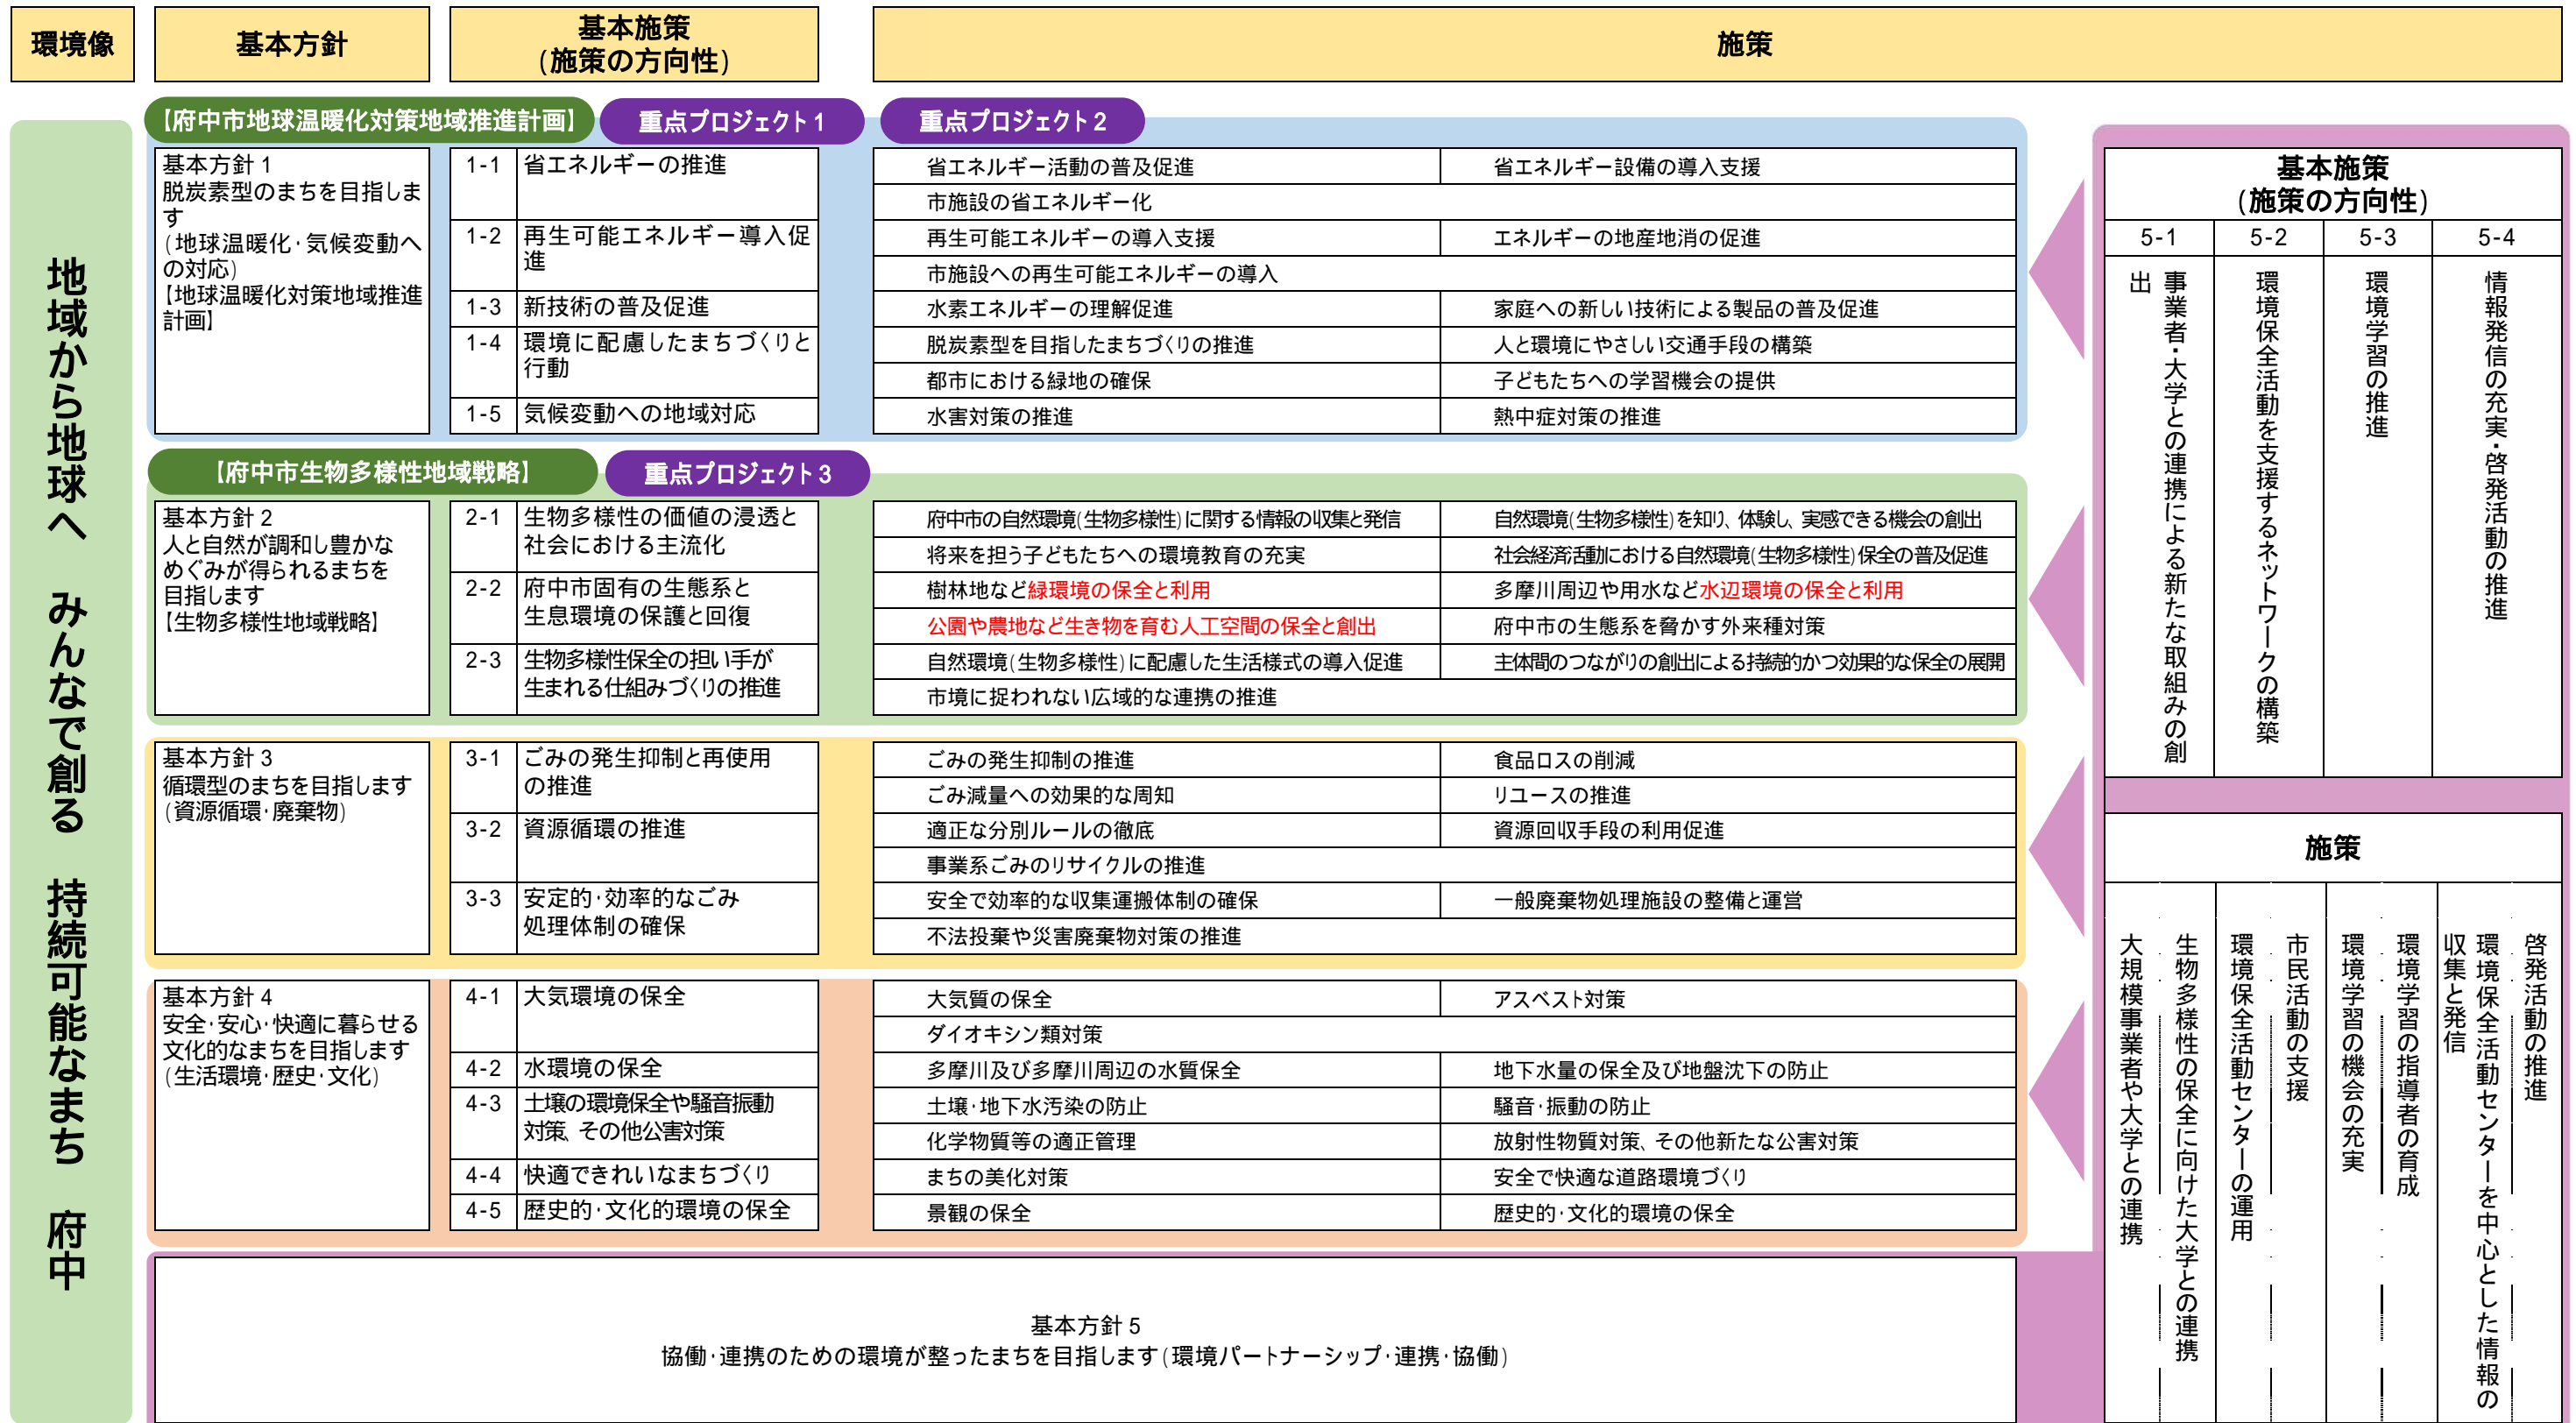 環境像
基本方針
基本施策
(施策の方向性)
施策
地域から地球へ　みんなで創る　持続可能なまち　府中
【府中市地球温暖化対策地域推進計画】
重点プロジェクト1
重点プロジェクト2
基本方針1
脱炭素型のまちを目指しま
す
(地球温暖化・気候変動へ
の対応)
【地球温暖化対策地域推進
計画】
1-1
省エネルギーの推進
省エネルギー活動の普及促進
省エネルギー設備の導入支援
市施設の省エネルギー化
1-2
再生可能エネルギー導入促
進
再生可能エネルギーの導入支援
エネルギーの地産地消の促進
市施設への再生可能エネルギーの導入
1-3
新技術の普及促進
水素エネルギーの理解促進
家庭への新しい技術による製品の普及促進
1-4
環境に配慮したまちづくりと
行動
脱炭素型を目指したまちづくりの推進
人と環境にやさしい交通手段の構築
都市における緑地の確保
子どもたちへの学習機会の提供
1-5
気候変動への地域対応
水害対策の推進
熱中症対策の推進
【府中市生物多様性地域戦略】
重点プロジェクト3
基本方針2
人と自然が調和し豊かな
めぐみが得られるまちを
目指します
【生物多様性地域戦略】
2-1
生物多様性の価値の浸透と
社会における主流化
府中市の自然環境(生物多様性)に関する情報の収集と発信
自然環境(生物多様性)を知り、体験し、実感できる機会の創出
将来を担う子どもたちへの環境教育の充実
社会経済活動における自然環境(生物多様性)保全の普及促進
2-2
府中市固有の生態系と
生息環境の保護と回復
樹林地など緑環境の保全と利用
多摩川周辺や用水など水辺環境の保全と利用
公園や農地など生き物を育む人工空間の保全と創出
府中市の生態系を脅かす外来種対策
2-3
生物多様性保全の担い手が
生まれる仕組みづくりの推進
自然環境(生物多様性)に配慮した生活様式の導入促進
主体間のつながりの創出による持続的かつ効果的な保全の展開
市境に捉われない広域的な連携の推進
基本方針3
循環型のまちを目指します
(資源循環・廃棄物)
3-1
ごみの発生抑制と再使用
の推進
ごみの発生抑制の推進
食品ロスの削減
ごみ減量への効果的な周知
リユースの推進
3-2
資源循環の推進
適正な分別ルールの徹底
資源回収手段の利用促進
事業系ごみのリサイクルの推進
3-3
安定的・効率的なごみ
処理体制の確保
安全で効率的な収集運搬体制の確保
一般廃棄物処理施設の整備と運営
不法投棄や災害廃棄物対策の推進
基本方針4
安全・安心・快適に暮らせる
文化的なまちを目指します
(生活環境・歴史・文化)
4-1
大気環境の保全
大気質の保全
アスベスト対策
ダイオキシン類対策
4-2
水環境の保全
多摩川及び多摩川周辺の水質保全
地下水量の保全及び地盤沈下の防止
4-3
土壌の環境保全や騒音振動
対策、その他公害対策
土壌・地下水汚染の防止
騒音・振動の防止
化学物質等の適正管理
放射性物質対策、その他新たな公害対策
4-4
快適できれいなまちづくり
まちの美化対策
安全で快適な道路環境づくり
4-5
歴史的・文化的環境の保全
景観の保全
歴史的・文化的環境の保全
基本方針5
協働・連携のための環境が整ったまちを目指します(環境パートナーシップ・連携・協働)
基本施策
(施策の方向性)
5-1
5-2
5-3
5-4
事業者・大学との連携による新たな取組みの創
出
環境保全活動を支援するネットワークの構築
環境学習の推進
情報発信の充実・啓発活動の推進
施策
大規模事業者や大学との連携
生物多様性の保全に向けた大学との連携
環境保全活動センターの運用
市民活動の支援
環境学習の機会の充実
環境学習の指導者の育成
環境保全活動センターを中心とした情報の
収集と発信
啓発活動の推進